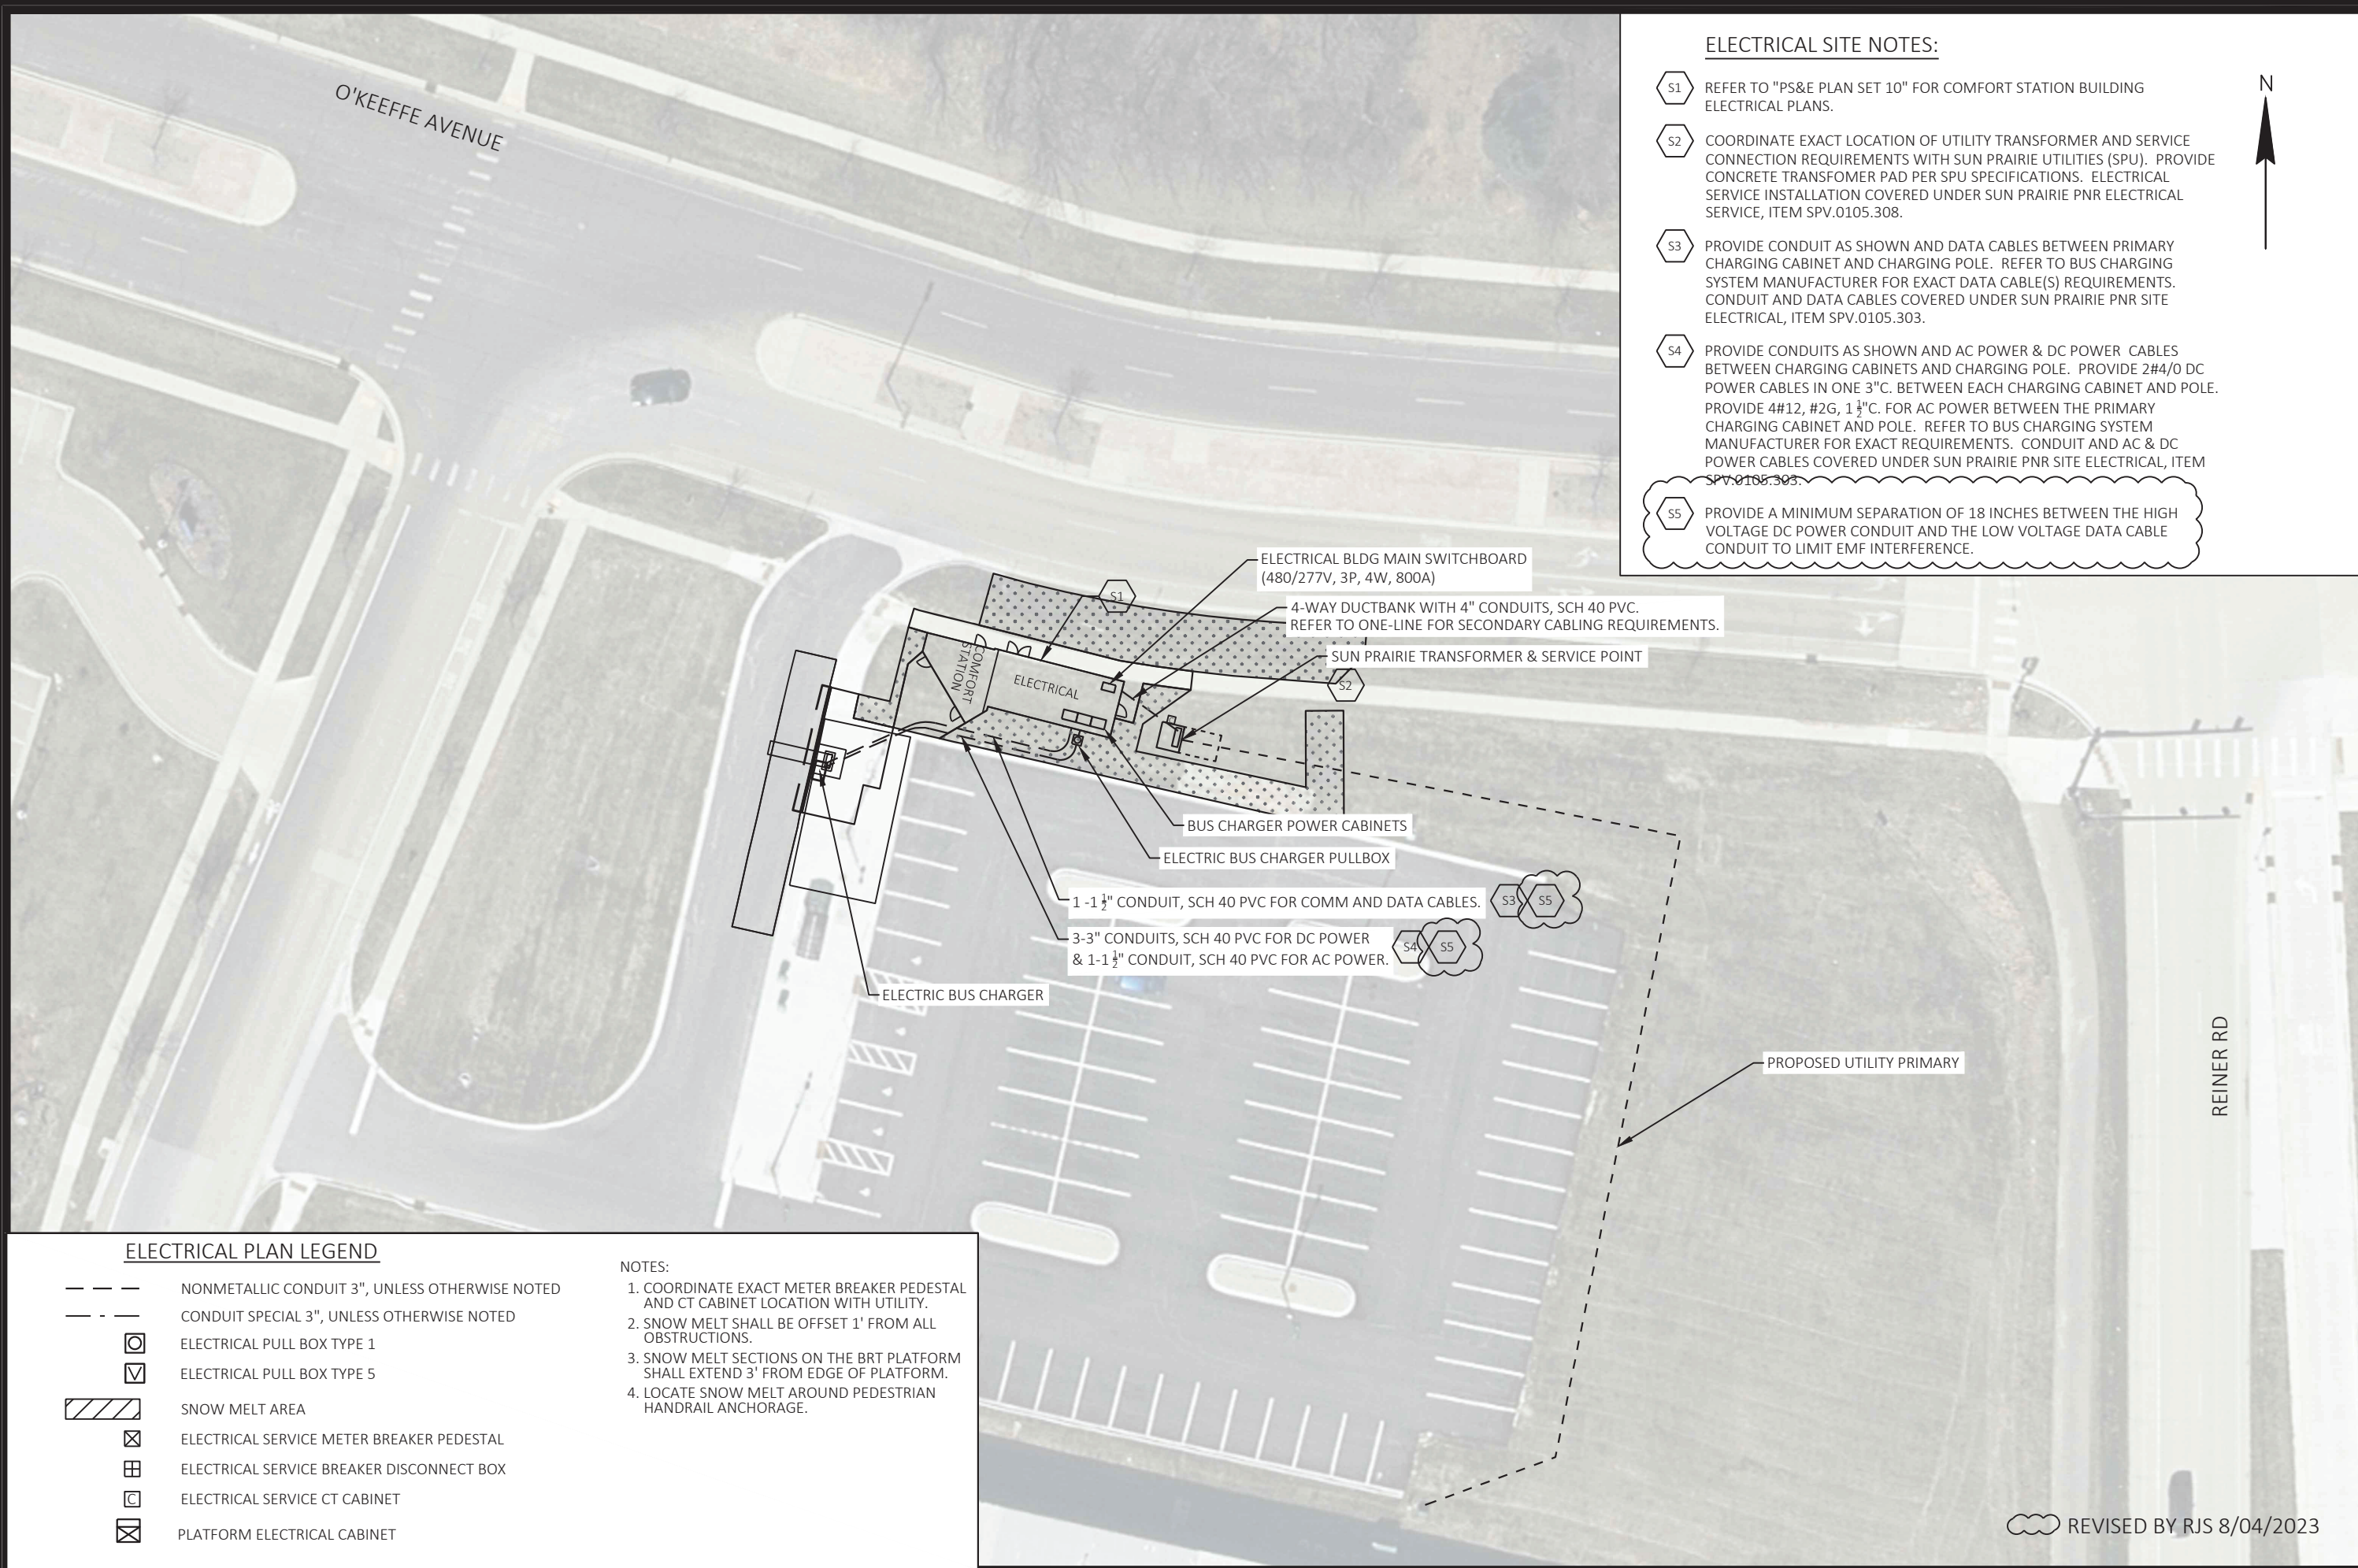 O'KEEFFE AVENUE
ELECTRICAL SITE NOTES:
N
S1 REFER TO "PS&E PLAN SET 10" FOR COMFORT STATION BUILDING
ELECTRICAL PLANS.
S2 COORDINATE EXACT LOCATION OF UTILITY TRANSFORMER AND SERVICE
CONNECTION REQUIREMENTS WITH SUN PRAIRIE UTILITIES (SPU). PROVIDE
CONCRETE TRANSFOMER PAD PER SPU SPECIFICATIONS. ELECTRICAL
SERVICE INSTALLATION COVERED UNDER SUN PRAIRIE PNR ELECTRICAL
SERVICE, ITEM SPV.0105.308.
S3 PROVIDE CONDUIT AS SHOWN AND DATA CABLES BETWEEN PRIMARY
CHARGING CABINET AND CHARGING POLE. REFER TO BUS CHARGING
SYSTEM MANUFACTURER FOR EXACT DATA CABLE(S) REQUIREMENTS.
CONDUIT AND DATA CABLES COVERED UNDER SUN PRAIRIE PNR SITE
ELECTRICAL, ITEM SPV.0105.303.
S4 PROVIDE CONDUITS AS SHOWN AND AC POWER & DC POWER CABLES
BETWEEN CHARGING CABINETS AND CHARGING POLE. PROVIDE 2#4/0 DC
POWER CABLES IN ONE 3"C. BETWEEN EACH CHARGING CABINET AND POLE.
PROVIDE 4#12, #2G, 1 1/2"C. FOR AC POWER BETWEEN THE PRIMARY
CHARGING CABINET AND POLE. REFER TO BUS CHARGING SYSTEM
MANUFACTURER FOR EXACT REQUIREMENTS. CONDUIT AND AC & DC
POWER CABLES COVERED UNDER SUN PRAIRIE PNR SITE ELECTRICAL, ITEM
SPV.0105.303.
S5 PROVIDE A MINIMUM SEPARATION OF 18 INCHES BETWEEN THE HIGH
VOLTAGE DC POWER CONDUIT AND THE LOW VOLTAGE DATA CABLE
CONDUIT TO LIMIT EMF INTERFERENCE.
ELECTRICAL BLDG MAIN SWITCHBOARD
(480/277V, 3P, 4W, 800A)
S1
4-WAY DUCTBANK WITH 4" CONDUITS, SCH 40 PVC.
REFER TO ONE-LINE FOR SECONDARY CABLING REQUIREMENTS.
SUN PRAIRIE TRANSFORMER & SERVICE POINT
S2
COMFORT
STATION
ELECTRICAL
BUS CHARGER POWER CABINETS
ELECTRIC BUS CHARGER PULLBOX
1 -1 1/2" CONDUIT, SCH 40 PVC FOR COMM AND DATA CABLES. S3 S5
3-3" CONDUITS, SCH 40 PVC FOR DC POWER
& 1-1 1/2" CONDUIT, SCH 40 PVC FOR AC POWER. S4 S5
ELECTRIC BUS CHARGER
PROPOSED UTILITY PRIMARY
REINER RD
ELECTRICAL PLAN LEGEND
NONMETALLIC CONDUIT 3", UNLESS OTHERWISE NOTED
CONDUIT SPECIAL 3", UNLESS OTHERWISE NOTED
ELECTRICAL PULL BOX TYPE 1
V ELECTRICAL PULL BOX TYPE 5
SNOW MELT AREA
ELECTRICAL SERVICE METER BREAKER PEDESTAL
ELECTRICAL SERVICE BREAKER DISCONNECT BOX
C ELECTRICAL SERVICE CT CABINET
PLATFORM ELECTRICAL CABINET
NOTES:
1. COORDINATE EXACT METER BREAKER PEDESTAL
AND CT CABINET LOCATION WITH UTILITY.
2. SNOW MELT SHALL BE OFFSET 1' FROM ALL
OBSTRUCTIONS.
3. SNOW MELT SECTIONS ON THE BRT PLATFORM
SHALL EXTEND 3' FROM EDGE OF PLATFORM.
4. LOCATE SNOW MELT AROUND PEDESTRIAN
HANDRAIL ANCHORAGE.
REVISED BY RJS 8/04/2023